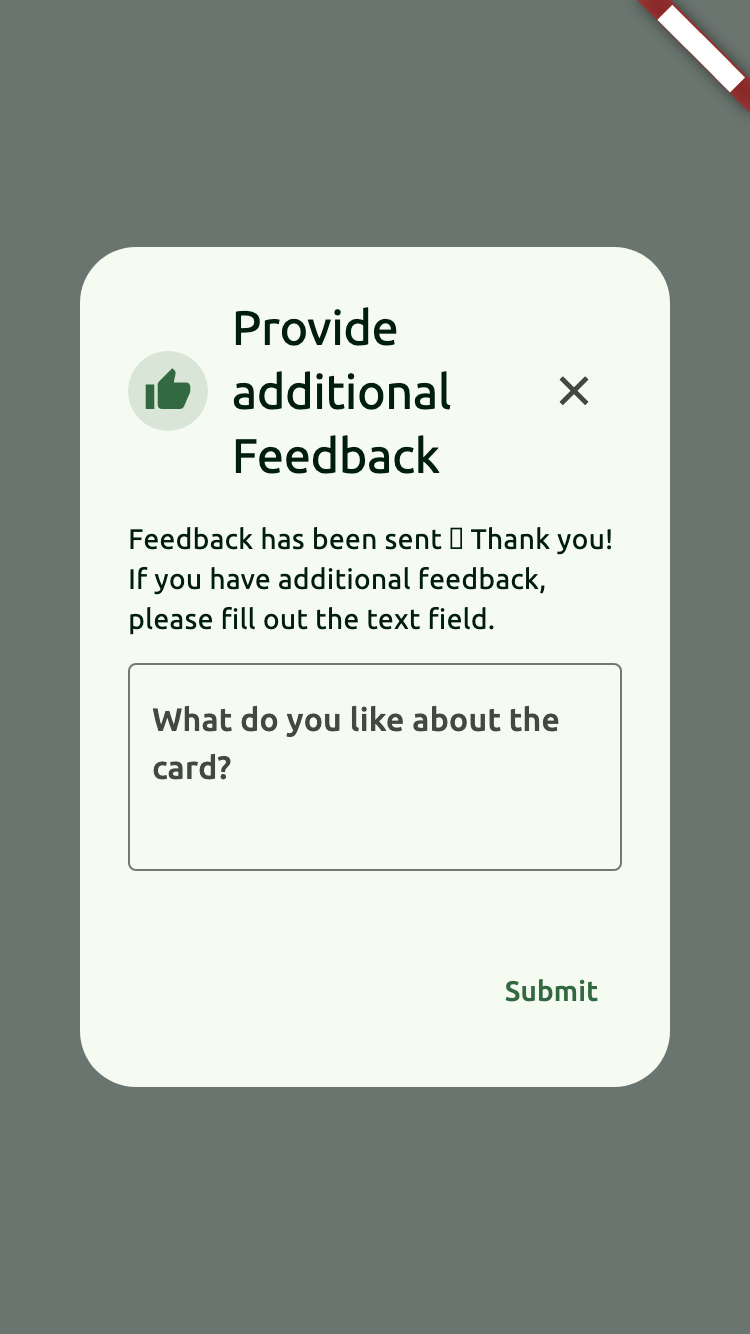 Provide
additional
Feedback
Feedback has been sent ▯ Thank you!
If you have additional feedback,
please fill out the text field.
What do you like about the
card?
Submit